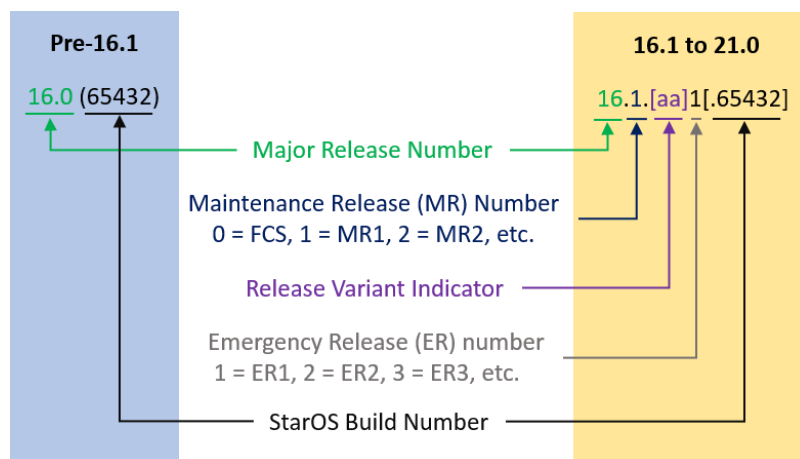 Pre-16.1
16.1 to 21.0
16.0 (65432)
16.1.[aa]1[.65432]
Major Release Number
Maintenance Release (MR) Number
0 = FCS, 1 = MR1, 2 = MR2, etc.
Release Variant Indicator
Emergency Release (ER) number
1 = ER1, 2 = ER2, 3 = ER3, etc.
StarOS Build Number